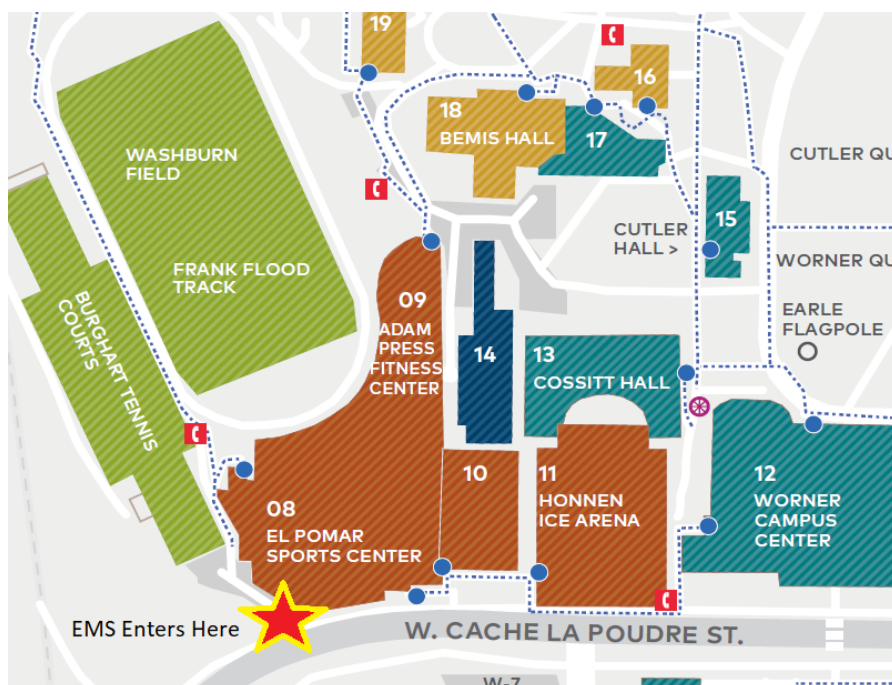 19
16
18
BEMIS HALL
17
WASHBURN
FIELD
CUTLER QU
15
CUTLER
HALL >
WORNER QU
FRANK FLOOD
TRACK
09
ADAM
PRESS
FITNESS
CENTER
EARLE
FLAGPOLE
BURGHART TENNIS
COURTS
14
13
COSSITT HALL
10
11
HONNEN
ICE ARENA
12
WORNER
CAMPUS
CENTER
08
EL POMAR
SPORTS CENTER
EMS Enters Here
W. CACHE LA POUDRE ST.
W-7